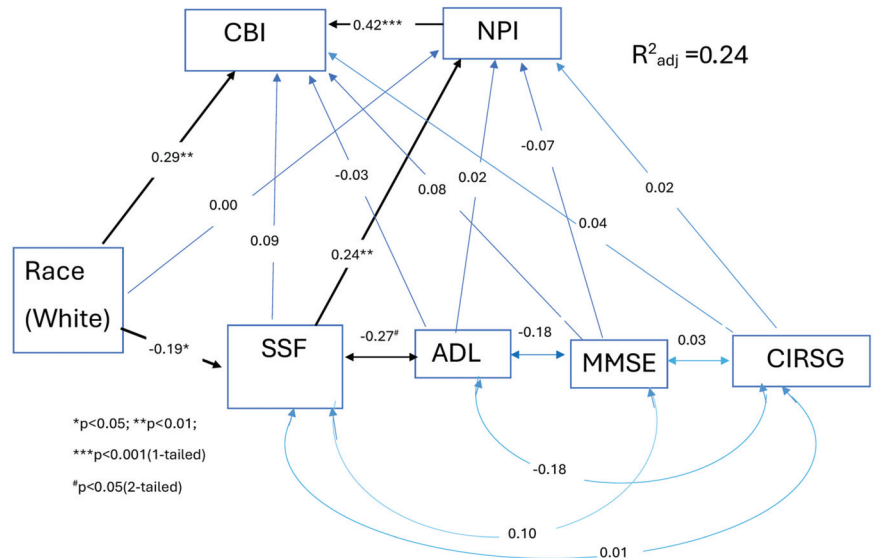 CBI
0.42***
NPI
R²adj =0.24
0.29**
-0.03
0.08
0.02
-0.07
0.02
0.00
0.09
0.24**
0.04
Race
(White)
-0.19*
SSF
-0.27#
ADL
-0.18
MMSE
0.03
CIRSG
*p<0.05; **p<0.01;
***p<0.001(1-tailed)
#p<0.05(2-tailed)
-0.18
0.10
0.01